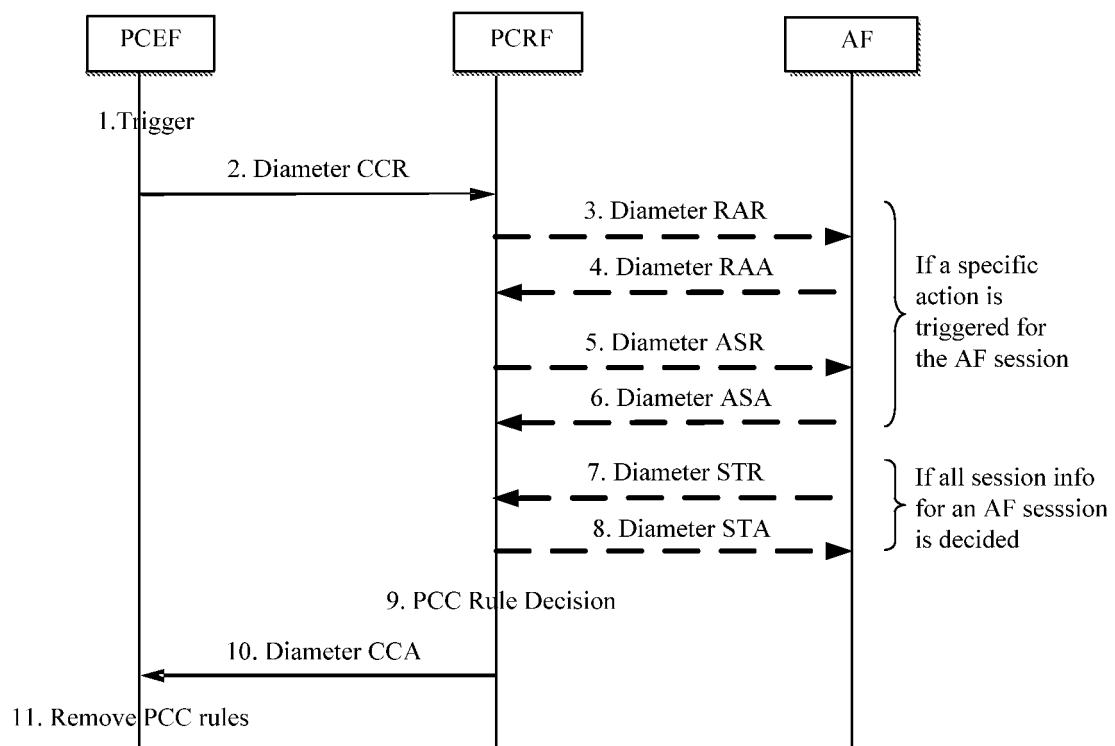 PCEF
PCRF
AF
1.Trigger
2. Diameter CCR
3. Diameter RAR
4. Diameter RAA
5. Diameter ASR
6. Diameter ASA
If a specific
action is
triggered for
the AF session
7. Diameter STR
8. Diameter STA
If all session info
for an AF sesssion
is decided
9. PCC Rule Decision
10. Diameter CCA
11. Remove PCC rules